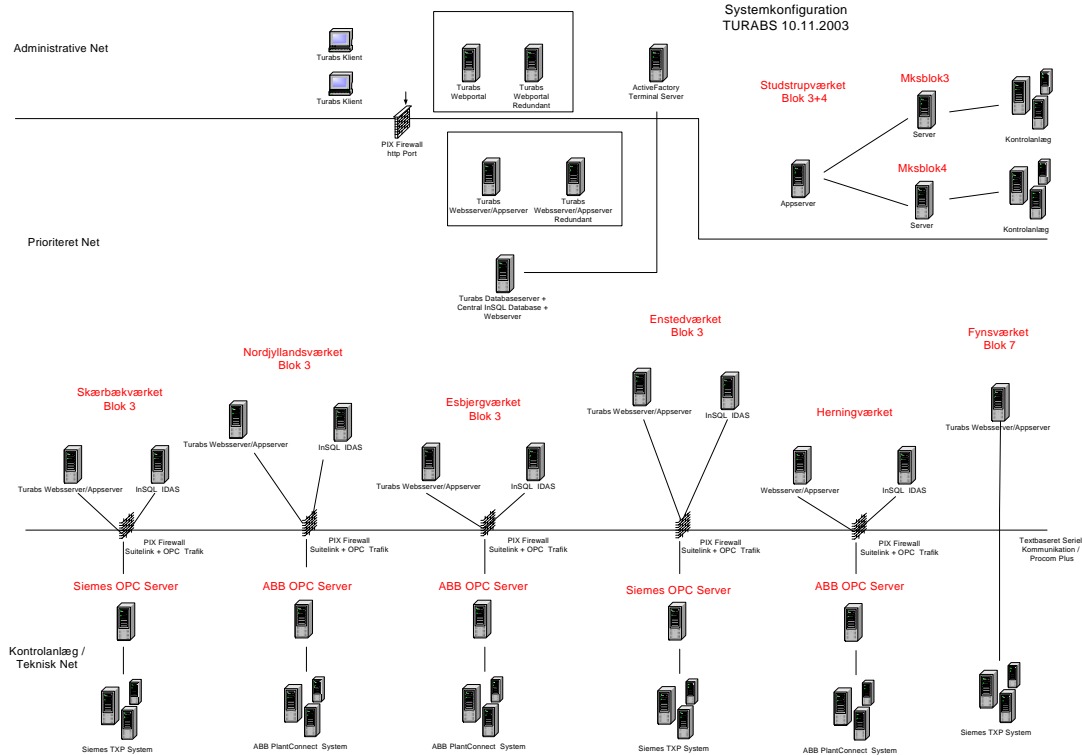 Systemkonfiguration
TURABS 10.11.2003
Administrative Net
Turabs Klient
Turabs Klient
Turabs
Webportal
Turabs
Webportal
Redundant
ActiveFactory
Terminal Server
Studstrupværket
Blok 3+4
Mksblok3
Server
Kontrolanlæg
Appserver
Mksblok4
Server
Kontrolanlæg
PIX Firewall
http Port
Turabs
Websserver/Appserver
Turabs
Websserver/Appserver
Redundant
Prioriteret Net
Turabs Databaseserver +
Central InSQL Database +
Webserver
Skærbækværket
Blok 3
Turabs Websserver/Appserver
InSQL IDAS
Nordjyllandsværket
Blok 3
Turabs Websserver/Appserver
InSQL IDAS
Esbjergværket
Blok 3
Turabs Websserver/Appserver
InSQL IDAS
Enstedværket
Blok 3
Turabs Websserver/Appserver
InSQL IDAS
Herningværket
Websserver/Appserver
InSQL IDAS
Fynsværket
Blok 7
Turabs Websserver/Appserver
PIX Firewall
Suitelink + OPC Trafik
PIX Firewall
Suitelink + OPC Trafik
PIX Firewall
Suitelink + OPC Trafik
PIX Firewall
Suitelink + OPC Trafik
PIX Firewall
Suitelink + OPC Trafik
Textbaseret Seriel
Kommunikation /
Procom Plus
Siemes OPC Server
ABB OPC Server
ABB OPC Server
Siemes OPC Server
ABB OPC Server
Kontrolanlæg /
Teknisk Net
Siemes TXP System
ABB PlantConnect System
ABB PlantConnect System
Siemes TXP System
ABB PlantConnect System
Siemes TXP System